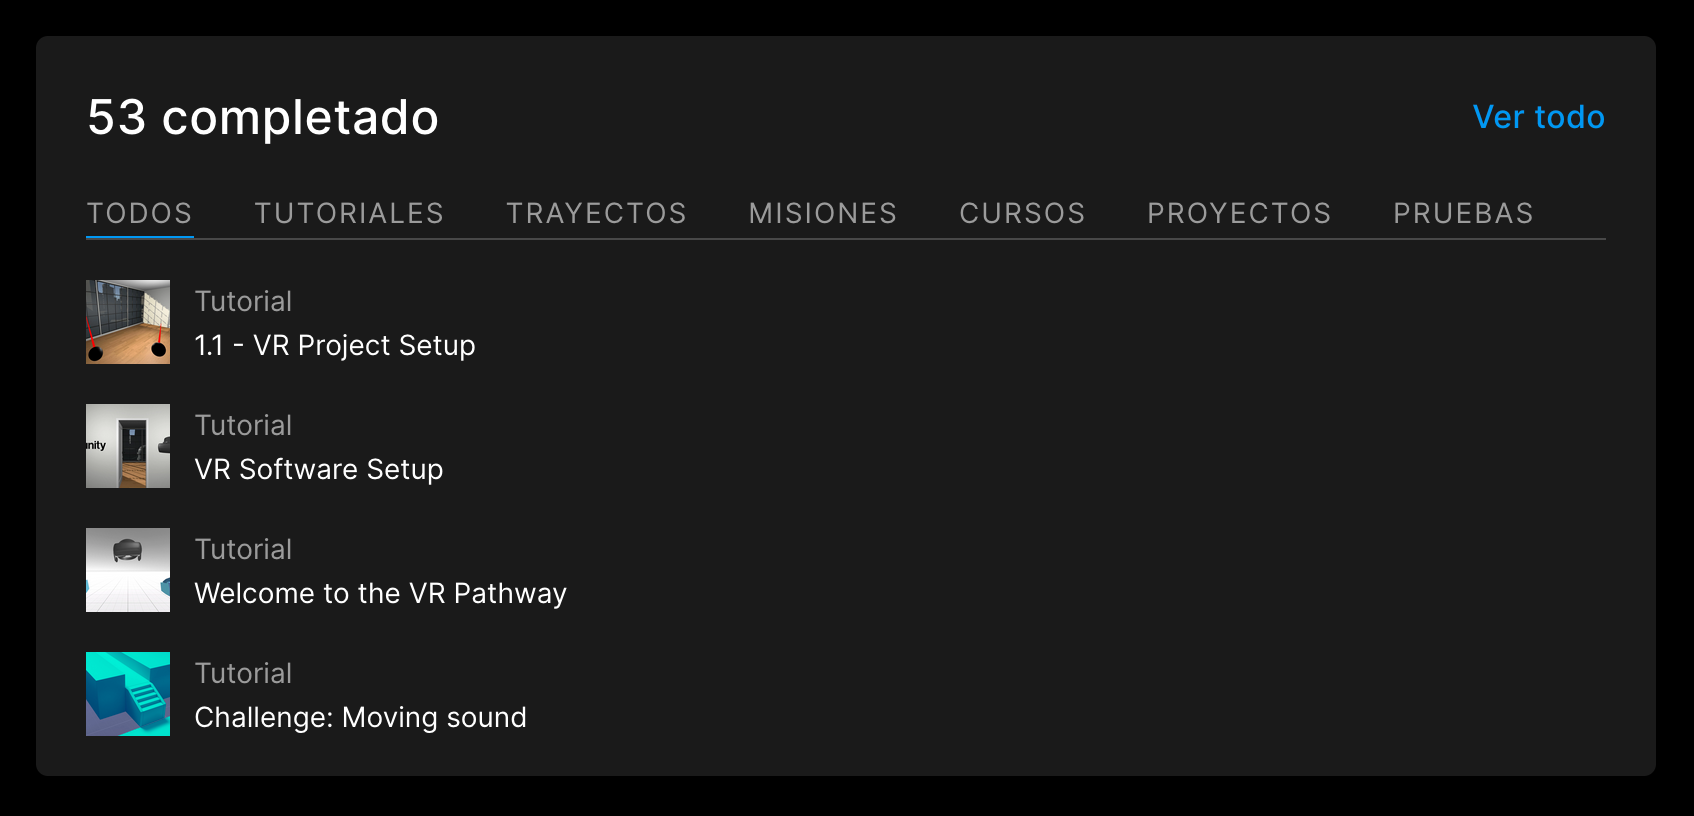 53 completado
Ver todo
TODOS TUTORIALES TRAYECTOS MISIONES CURSOS PROYECTOS PRUEBAS
Tutorial
1.1 - VR Project Setup
nity
Tutorial
VR Software Setup
Tutorial
Welcome to the VR Pathway
Tutorial
Challenge: Moving sound